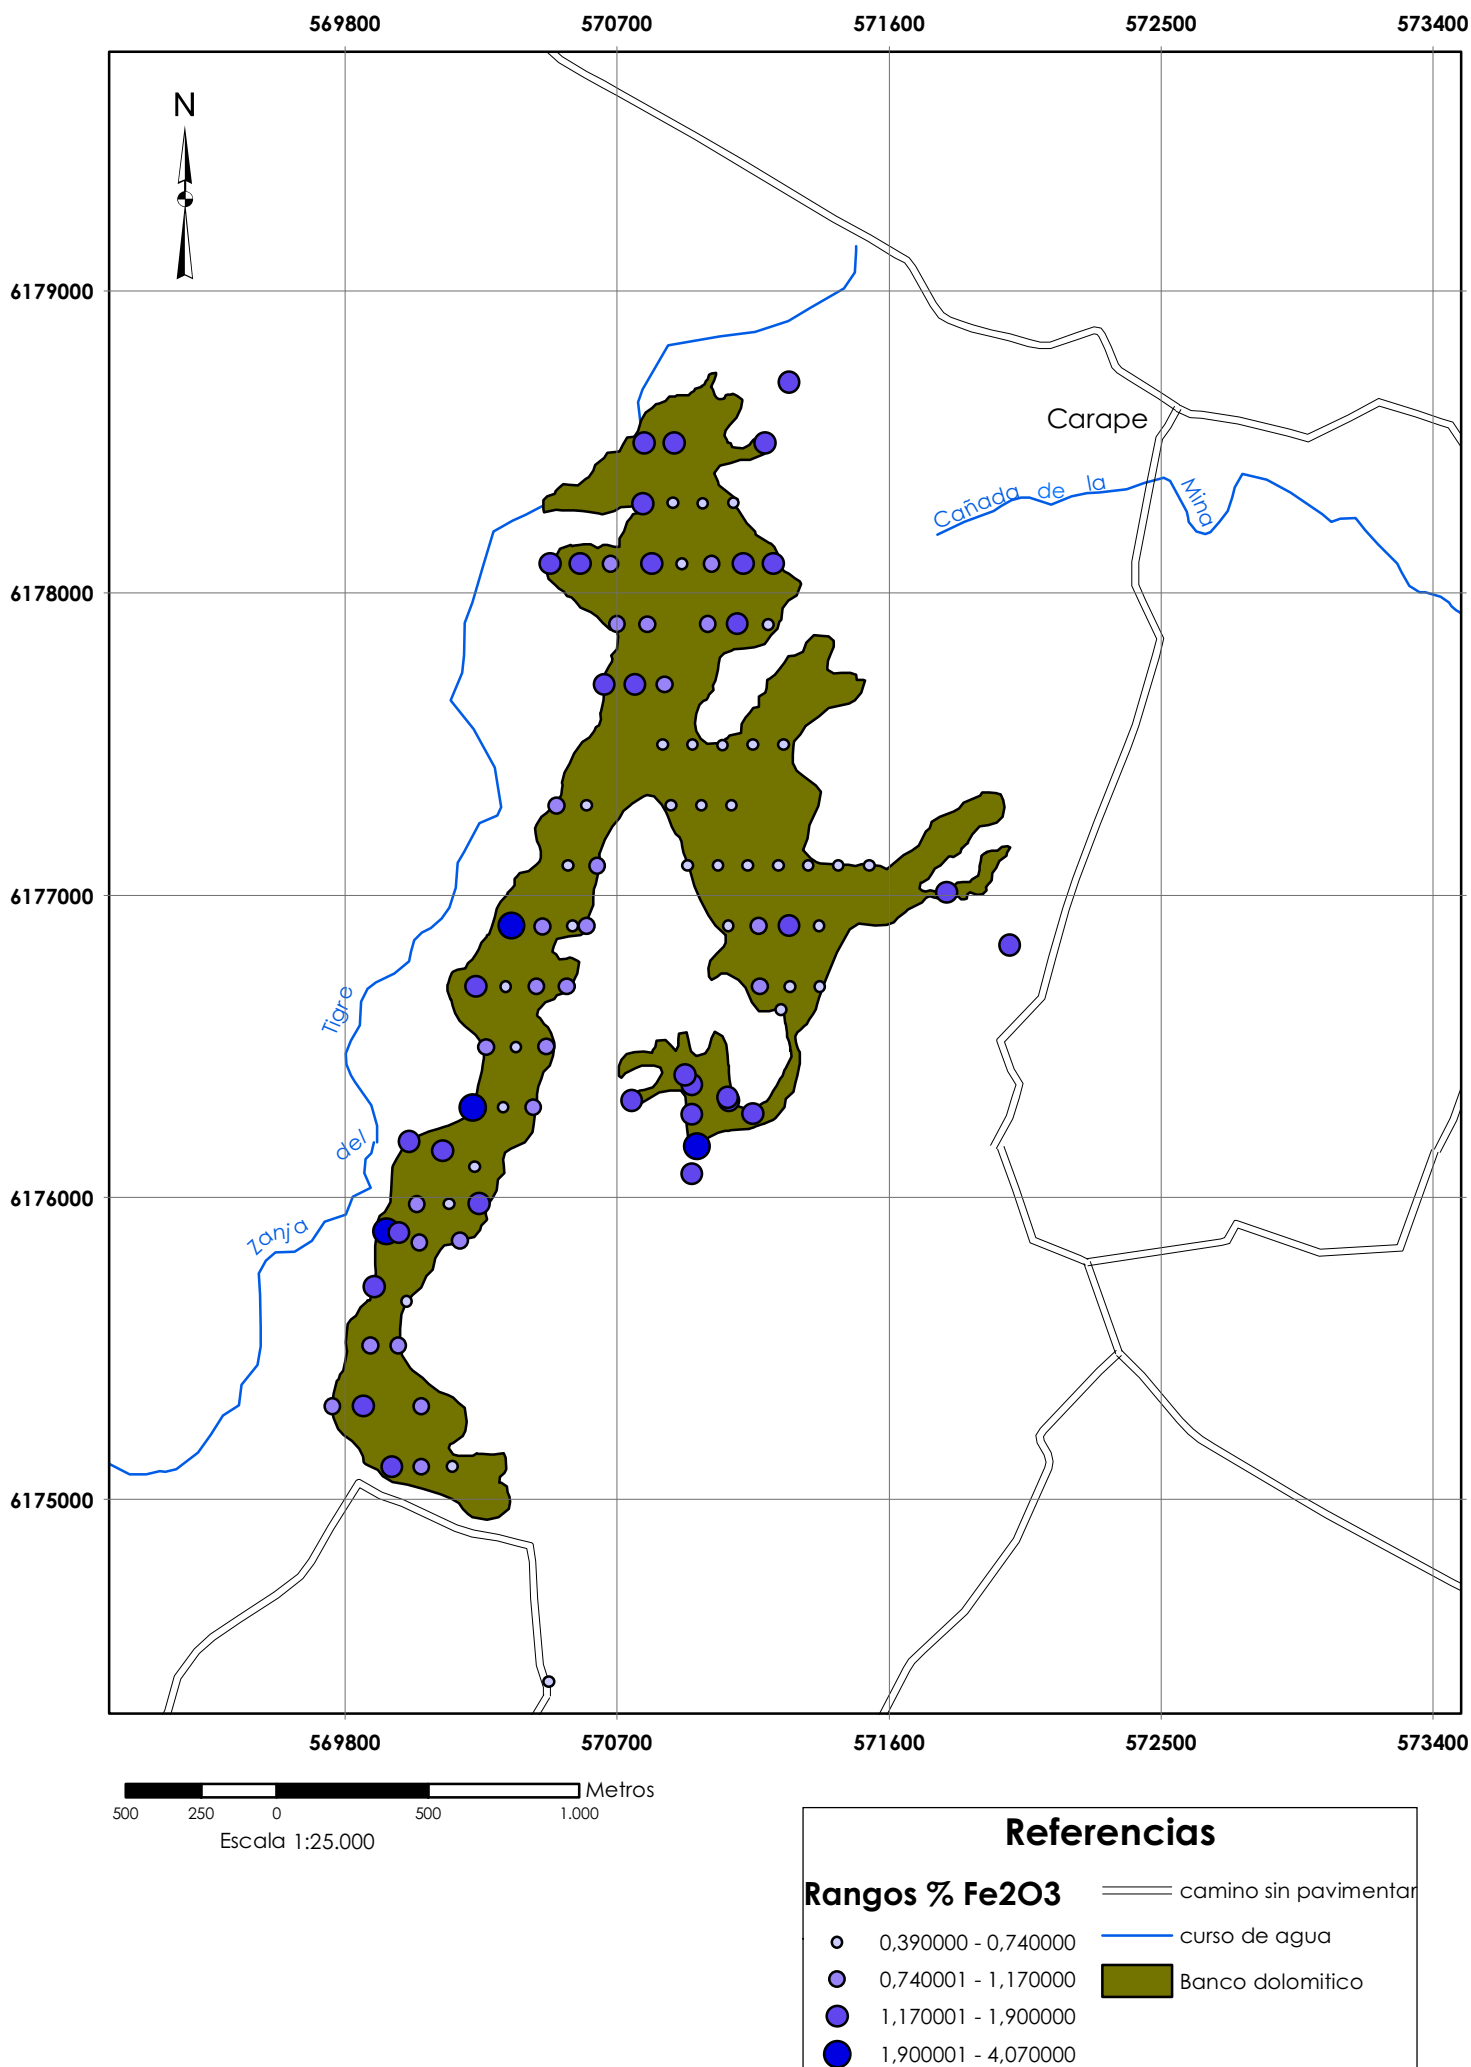 569800 570700 571600 572500 573400
N
6179000
Carape
Cañada de la Mina
6178000
6177000
Tigre
del
Zanja
6176000
6175000
569800 570700 571600 572500 573400
Metros
500 250 0 500 1.000
Escala 1:25.000
Referencias
Rangos % Fe2O3
0,390000 - 0,740000
0,740001 - 1,170000
1,170001 - 1,900000
1,900001 - 4,070000
camino sin pavimentar
curso de agua
Banco dolomitico